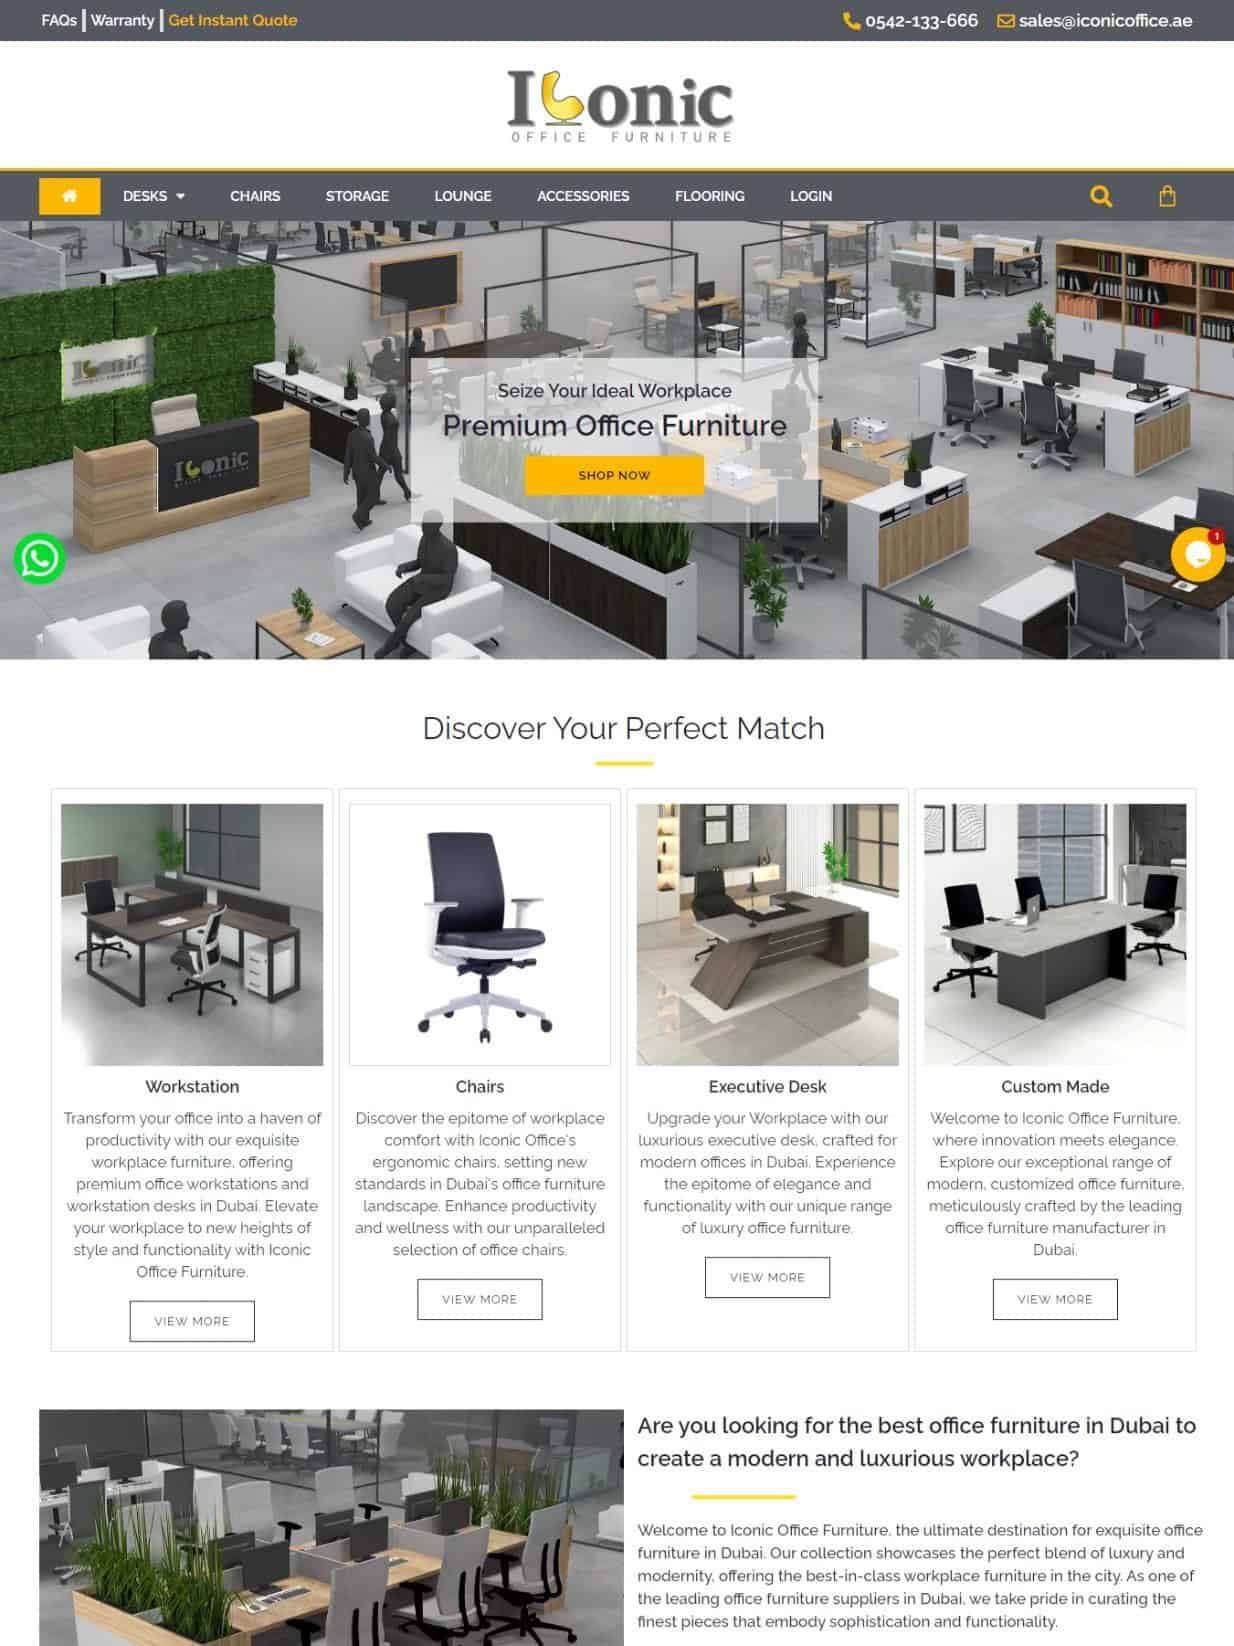 FAQs | Warranty | Get Instant Quote
0542-133-666 sales@iconicoffice.ae
Iconic
OFFICE FURNITURE
DESKS CHAIRS STORAGE LOUNGE ACCESSORIES FLOORING LOGIN
Iconic
Iconic
OFFICE FURNITURE
Seize Your Ideal Workplace
Premium Office Furniture
SHOP NOW
1
Discover Your Perfect Match
Workstation
Transform your office into a haven of
productivity with our exquisite
workplace furniture, offering
premium office workstations and
workstation desks in Dubai. Elevate
your workplace to new heights of
style and functionality with Iconic
Office Furniture.
VIEW MORE
Chairs
Discover the epitome of workplace
comfort with Iconic Office's
ergonomic chairs, setting new
standards in Dubai's office furniture
landscape. Enhance productivity
and wellness with our unparalleled
selection of office chairs.
VIEW MORE
Executive Desk
Upgrade your Workplace with our
luxurious executive desk, crafted for
modern offices in Dubai. Experience
the epitome of elegance and
functionality with our unique range
of luxury office furniture.
VIEW MORE
Custom Made
Welcome to Iconic Office Furniture,
where innovation meets elegance.
Explore our exceptional range of
modern, customized office furniture,
meticulously crafted by the leading
office furniture manufacturer in
Dubai.
VIEW MORE
Are you looking for the best office furniture in Dubai to
create a modern and luxurious workplace?
Welcome to Iconic Office Furniture, the ultimate destination for exquisite office
furniture in Dubai. Our collection showcases the perfect blend of luxury and
modernity, offering the best-in-class workplace furniture in the city. As one of
the leading office furniture suppliers in Dubai, we take pride in curating the
finest pieces that embody sophistication and functionality.